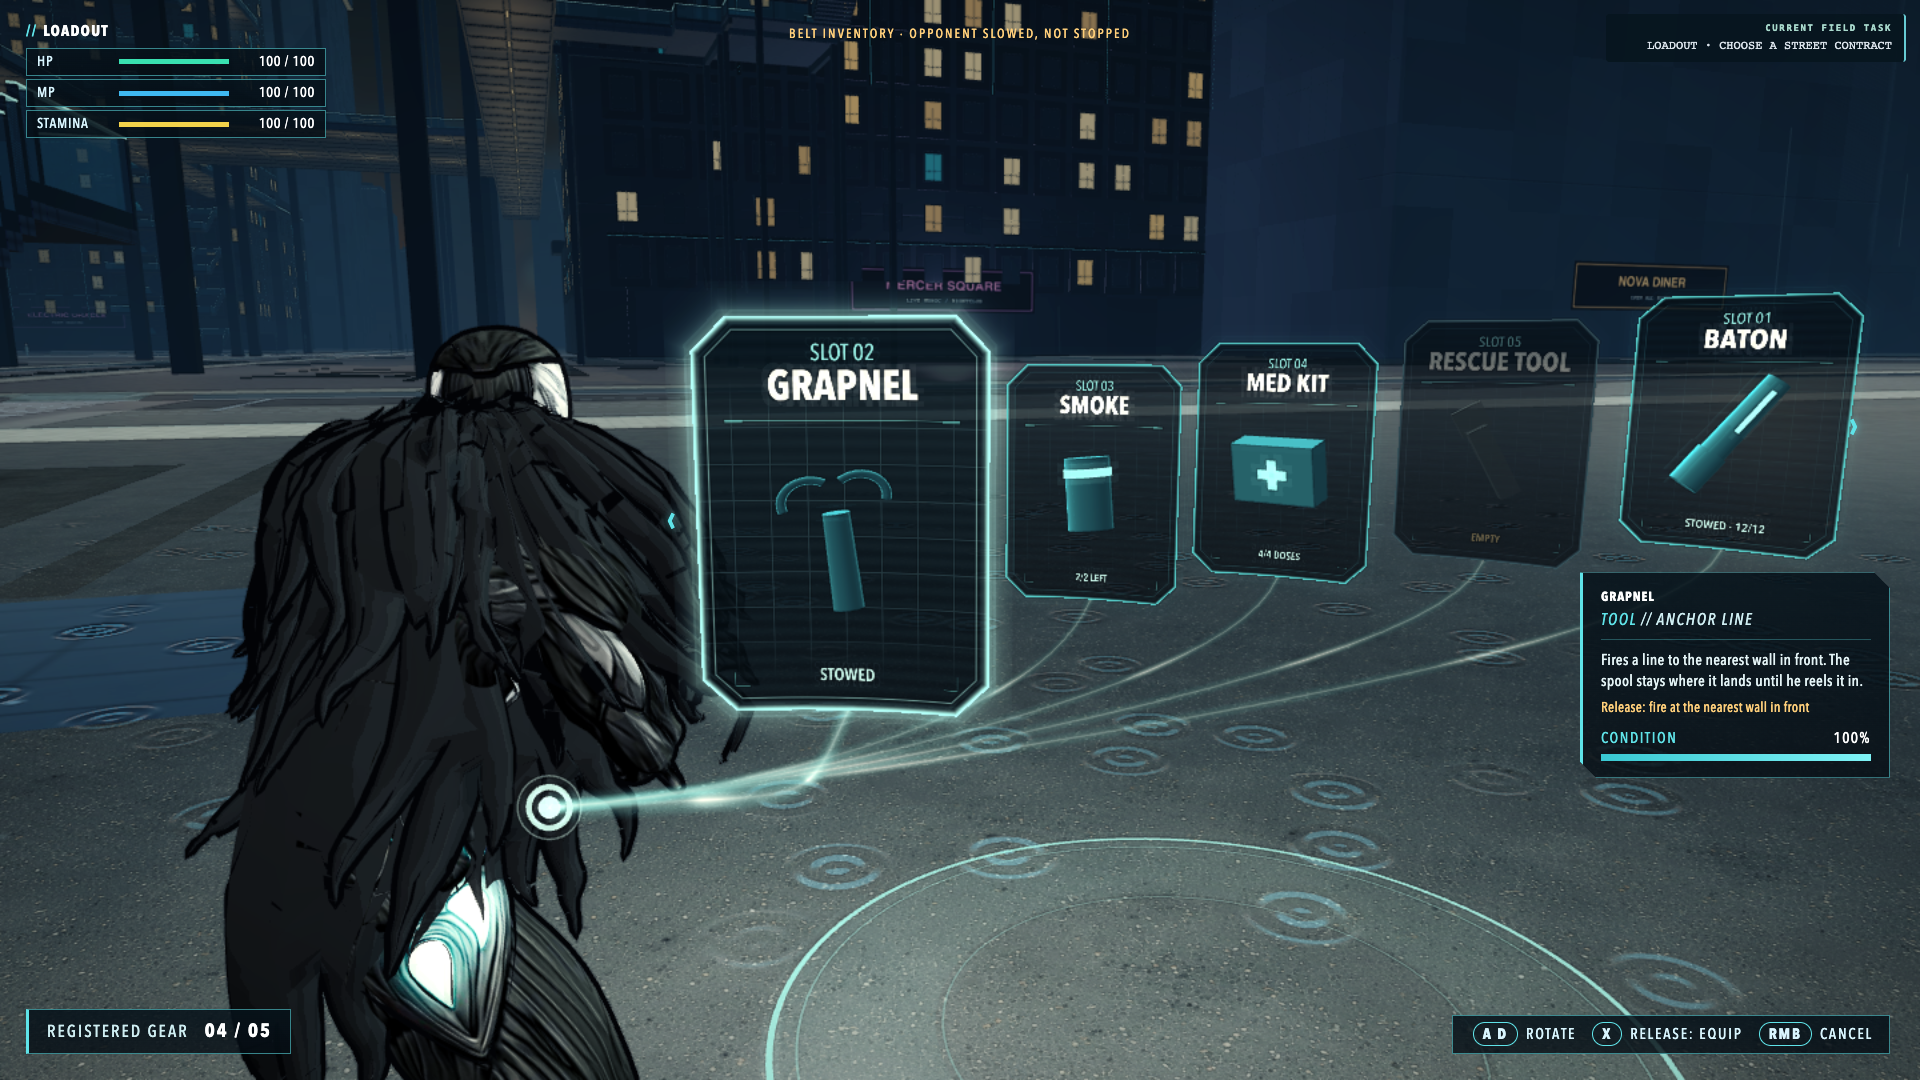 // LOADOUT
HP 100 / 100
MP 100 / 100
STAMINA 100 / 100
BELT INVENTORY · OPPONENT SLOWED, NOT STOPPED
CURRENT FIELD TASK
LOADOUT · CHOOSE A STREET CONTRACT
MERCER SQUARE
NOVA DINER
SLOT 02
GRAPNEL
STOWED
SLOT 03
SMOKE
2/2 LEFT
SLOT 04
MED KIT
4/4 DOSES
SLOT 05
RESCUE TOOL
EMPTY
SLOT 01
BATON
STOWED · 12/12
GRAPNEL
TOOL // ANCHOR LINE
Fires a line to the nearest wall in front. The
spool stays where it lands until he reels it in.
Release: fire at the nearest wall in front
CONDITION 100%
REGISTERED GEAR 04 / 05
A D ROTATE X RELEASE: EQUIP RMB CANCEL